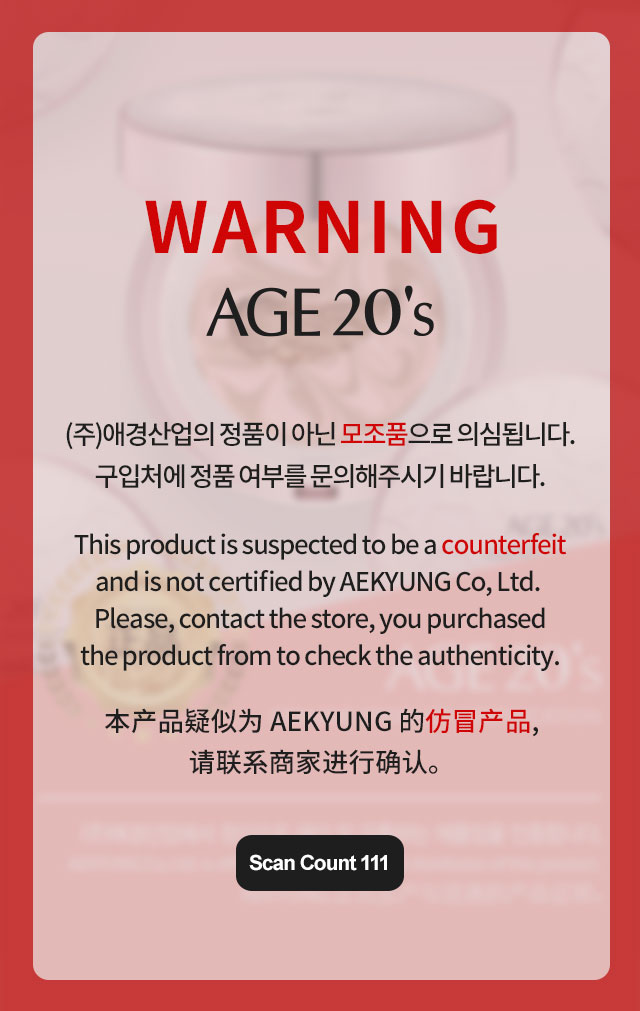 WARNING
AGE 20's
(주)애경산업의 정품이 아닌 모조품으로 의심됩니다.
구입처에 정품 여부를 문의해주시기 바랍니다.
This product is suspected to be a counterfeit
and is not certified by AEKYUNG Co, Ltd.
Please, contact the store, you purchased
the product from to check the authenticity.
本产品疑似为 AEKYUNG 的仿冒产品,
请联系商家进行确认。
AGE 20's
AGE 20's
Scan Count 111